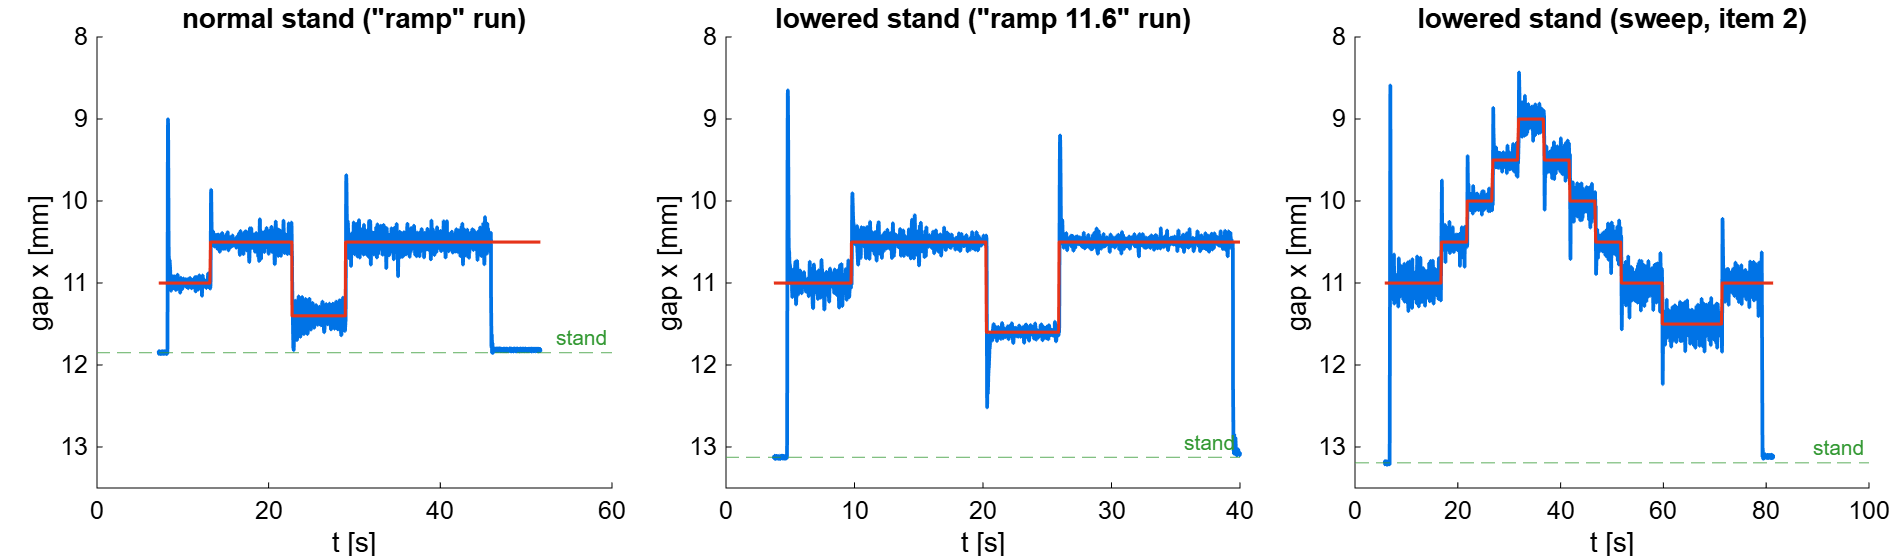 normal stand ("ramp" run)
8
9
10
11
12
13
gap x [mm]
stand
0
20
40
60
t [s]
lowered stand ("ramp 11.6" run)
8
9
10
11
12
13
gap x [mm]
stand
0
10
20
30
40
t [s]
lowered stand (sweep, item 2)
8
9
10
11
12
13
gap x [mm]
stand
0
20
40
60
80
100
t [s]